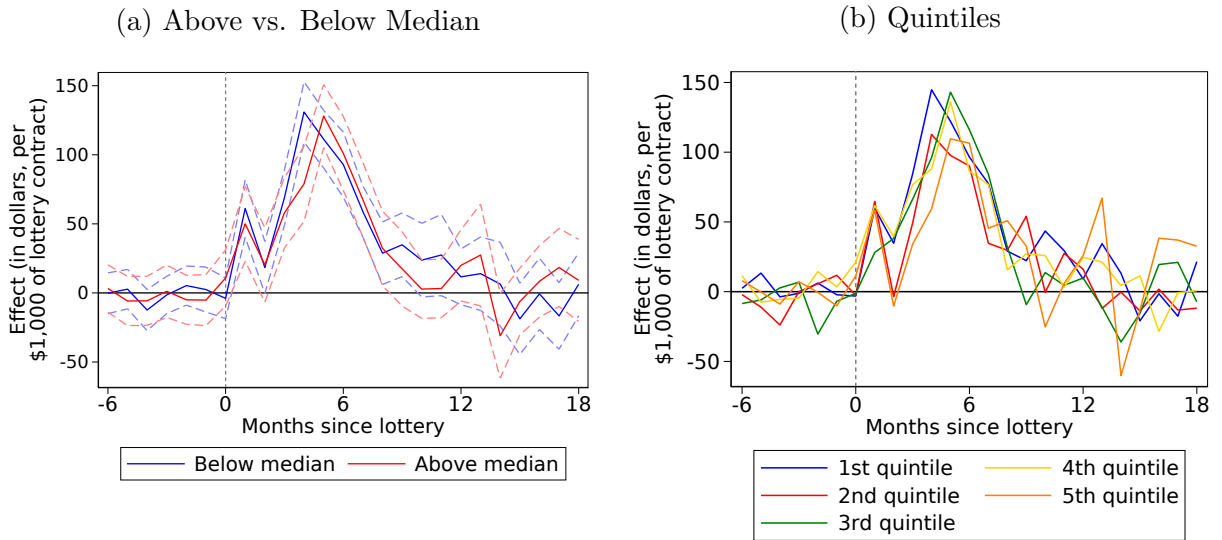 (a) Above vs. Below Median
Effect (in dollars, per
$1,000 of lottery contract)
150
100
50
0
-50
-6 0 6 12 18
Months since lottery
Below median Above median
(b) Quintiles
Effect (in dollars, per
$1,000 of lottery contract)
150
100
50
0
-50
-6 0 6 12 18
Months since lottery
1st quintile 4th quintile
2nd quintile 5th quintile
3rd quintile